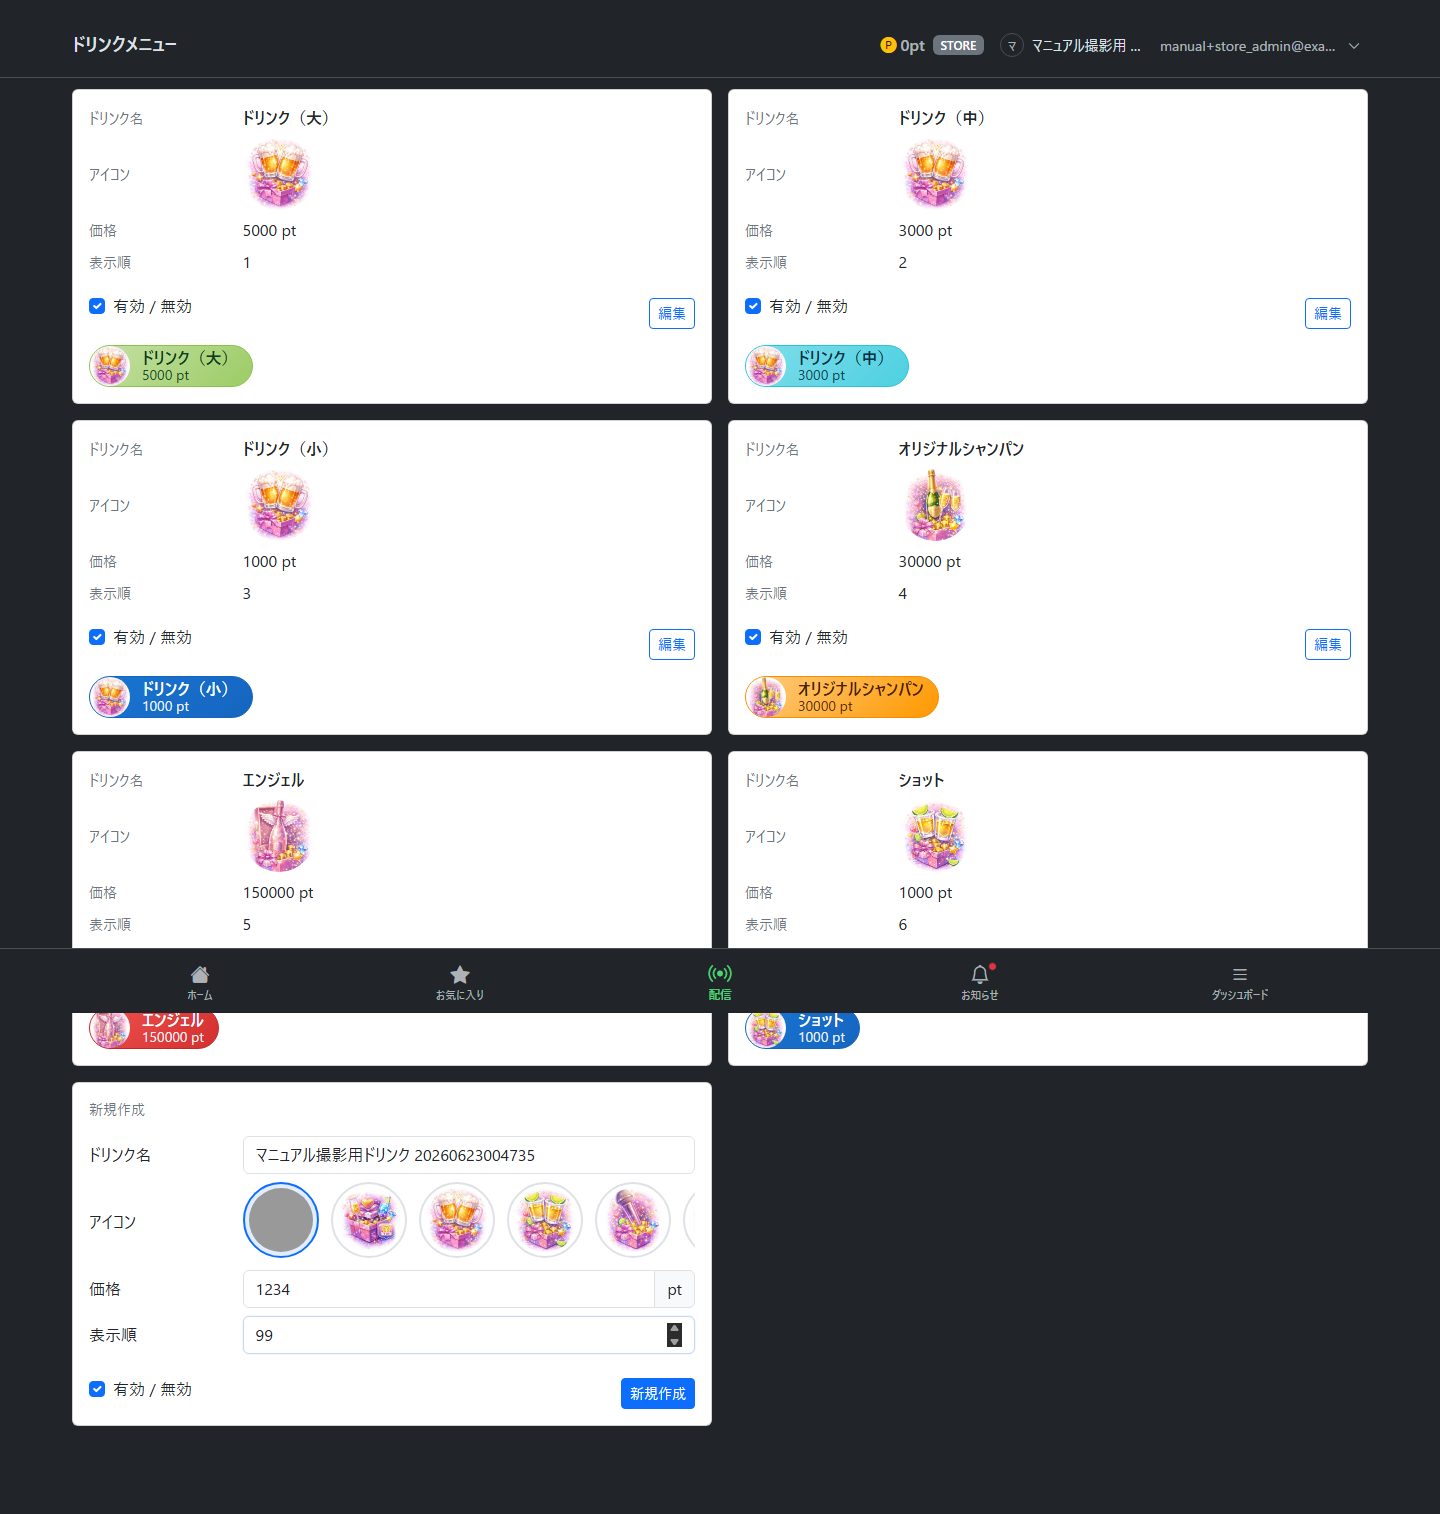 ドリンクメニュー
P 0pt STORE マ マニュアル撮影用 ... manual+store_admin@exa...
ドリンク名 ドリンク（大）
アイコン
価格 5000 pt
表示順 1
有効 / 無効 編集
ドリンク（大）
5000 pt
ドリンク名 ドリンク（中）
アイコン
価格 3000 pt
表示順 2
有効 / 無効 編集
ドリンク（中）
3000 pt
ドリンク名 ドリンク（小）
アイコン
価格 1000 pt
表示順 3
有効 / 無効 編集
ドリンク（小）
1000 pt
ドリンク名 オリジナルシャンパン
アイコン
価格 30000 pt
表示順 4
有効 / 無効 編集
オリジナルシャンパン
30000 pt
ドリンク名 エンジェル
アイコン
価格 150000 pt
表示順 5
エンジェル
150000 pt
ドリンク名 ショット
アイコン
価格 1000 pt
表示順 6
ショット
1000 pt
ホーム お気に入り 配信 お知らせ ダッシュボード
新規作成
ドリンク名 マニュアル撮影用ドリンク 20260623004735
アイコン
価格 1234 pt
表示順 99
有効 / 無効 新規作成